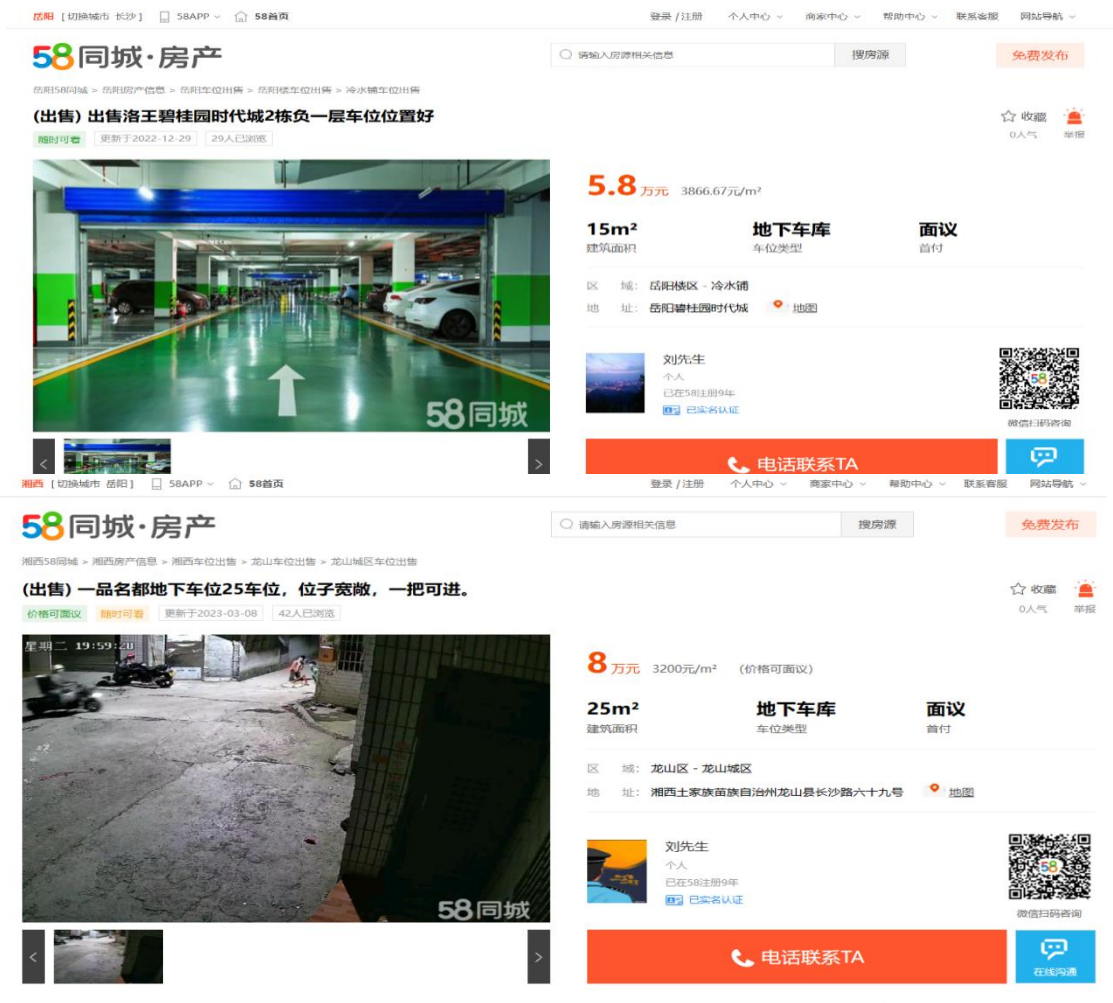 岳阳 [切换城市 长沙] 58APP 58首页 登录 / 注册 个人中心 商家中心 帮助中心 联系客服 网站导航
58同城·房产 请输入房源相关信息 搜房源 免费发布
岳阳58同城 > 岳阳房产信息 > 岳阳车位出售 > 岳阳楼车位出售 > 冷水铺车位出售
(出售) 出售洛王碧桂园时代城2栋负一层车位位置好 收藏
随时可看 更新于2022-12-29 29人已浏览 0人气 举报
5.8 万元 3866.67元/m²
15m² 地下车库 面议
建筑面积 车位类型 首付
区 域: 岳阳楼区 - 冷水铺
地 址: 岳阳碧桂园时代城 地图
刘先生
个人
已在58注册9年
已实名认证
58
58同城
微信扫码咨询
< >
电话联系TA
湘西 [切换城市 岳阳] 58APP 58首页 登录 / 注册 个人中心 商家中心 帮助中心 联系客服 网站导航
58同城·房产 请输入房源相关信息 搜房源 免费发布
湘西58同城 > 湘西房产信息 > 湘西车位出售 > 龙山车位出售 > 龙山城区车位出售
(出售) 一品名都地下车位25车位，位子宽敞，一把可进。 收藏
价格可面议 随时可看 更新于2023-03-08 42人已浏览 0人气 举报
星期二 19:59:28
8 万元 3200元/m² (价格可面议)
25m² 地下车库 面议
建筑面积 车位类型 首付
区 域: 龙山区 - 龙山城区
地 址: 湘西土家族苗族自治州龙山县长沙路六十九号 地图
刘先生
个人
已在58注册9年
已实名认证
58
58同城
微信扫码咨询
< >
电话联系TA
在线沟通